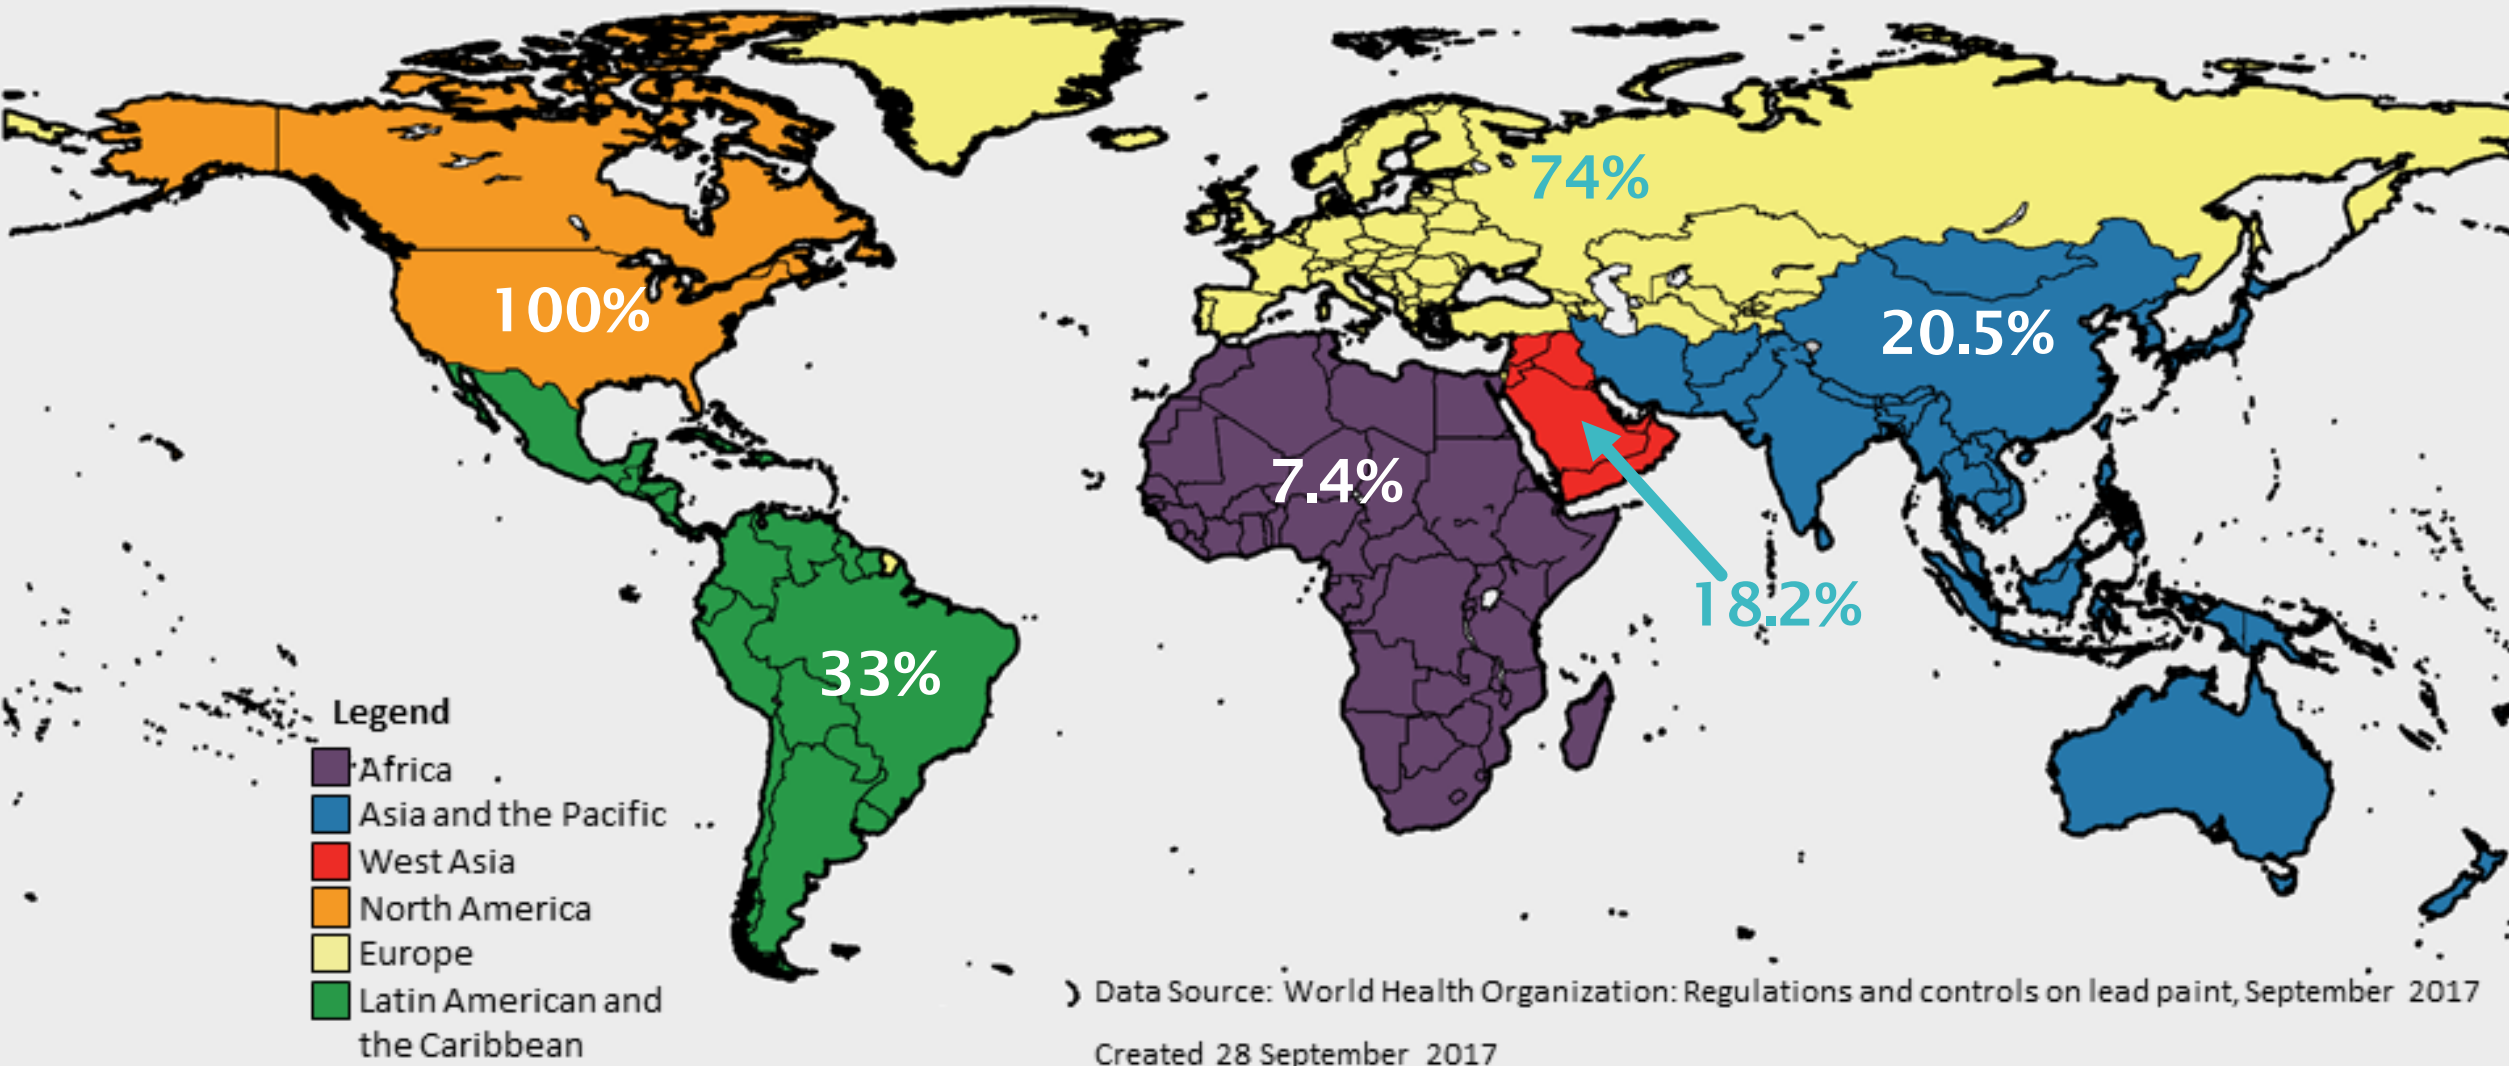 74%
100%
20.5%
7.4%
18.2%
33%
Legend
Africa
Asia and the Pacific
West Asia
North America
Europe
Latin American and
the Caribbean
Data Source: World Health Organization: Regulations and controls on lead paint, September 2017
Created 28 September 2017